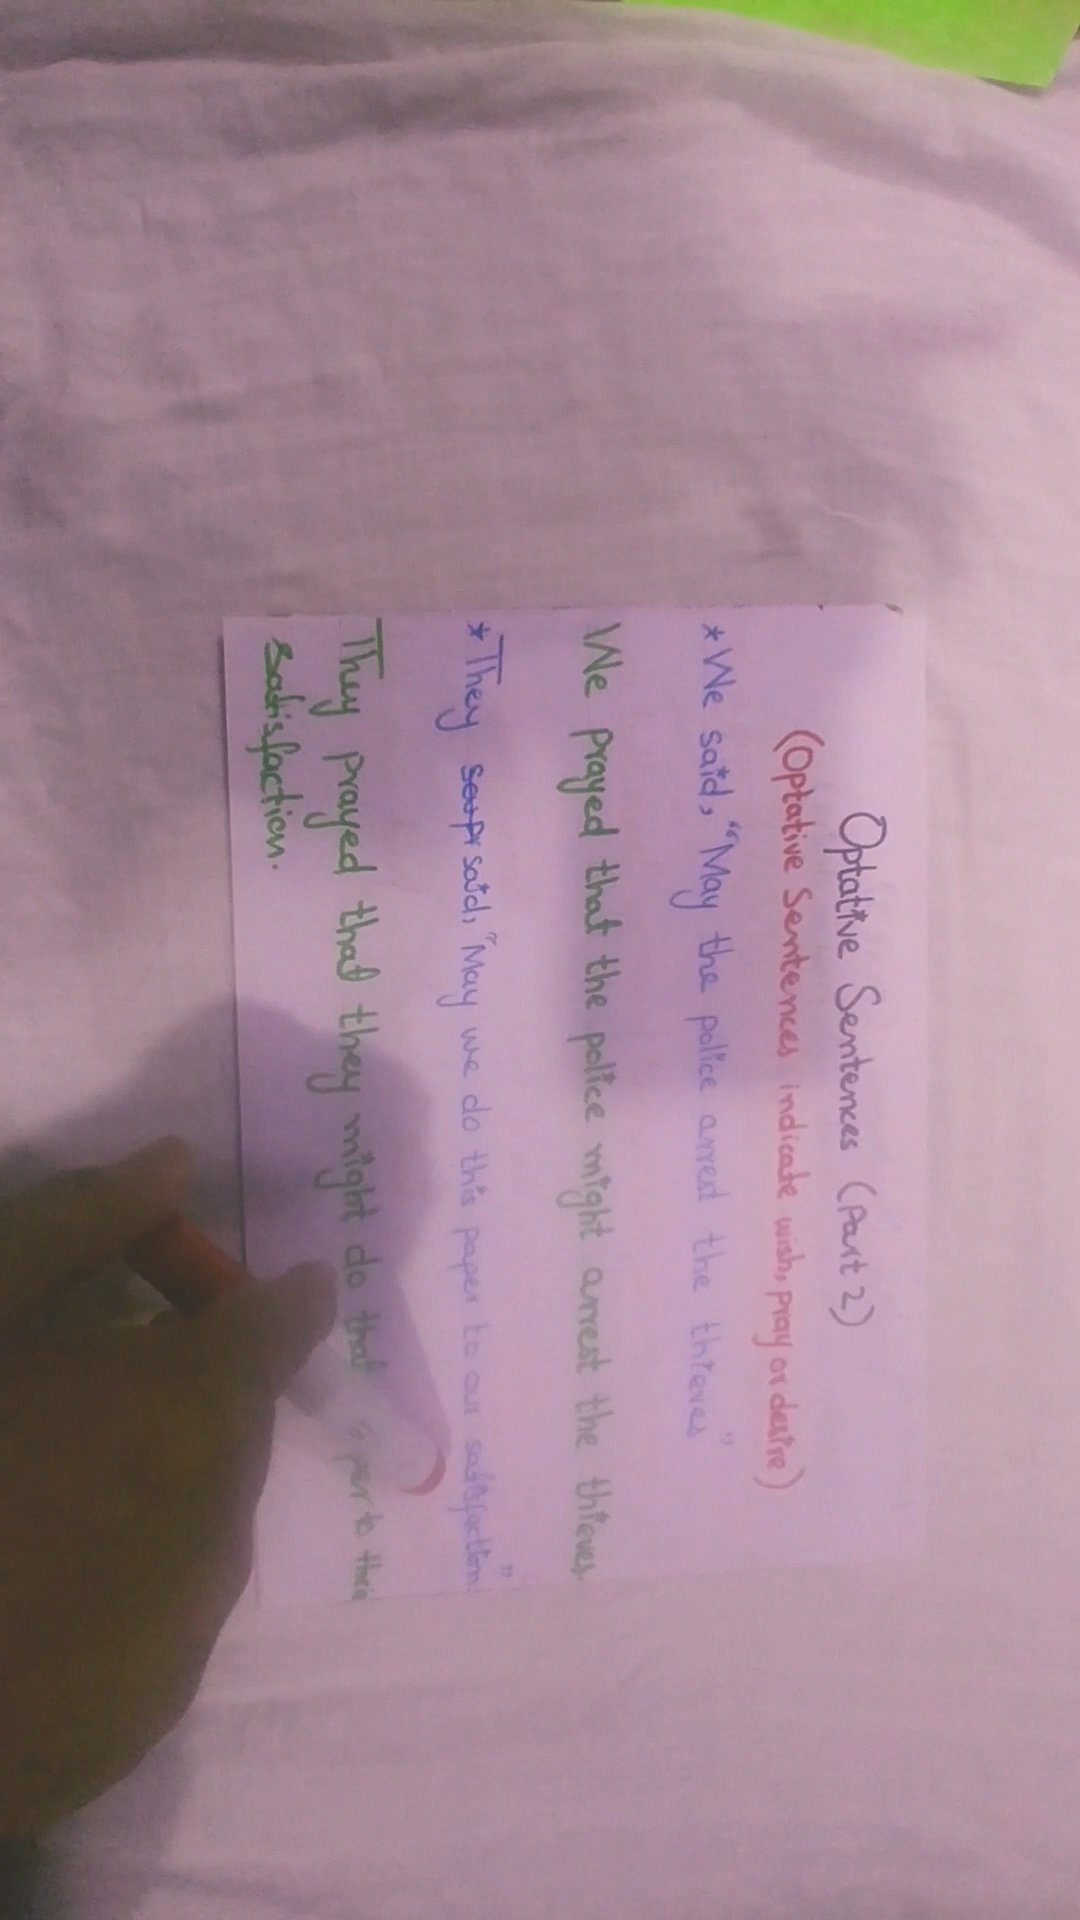 Optative Sentences (Part 2)
(Optative Sentences indicate wish, pray or desire)
* We said, "May the police arrest the thieves"
We prayed that the police might arrest the thieves.
* They said, "May we do this paper to our satisfaction"
They prayed that they might do that to
satisfaction.